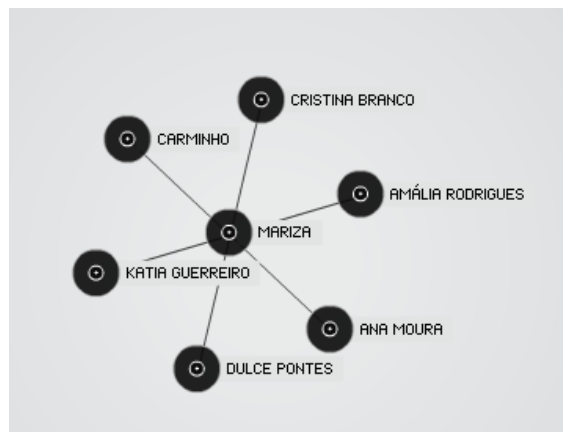 CRISTINA BRANCO
CARMINHO
AMÁLIA RODRIGUES
MARIZA
KATIA GUERREIRO
ANA MOURA
DULCE PONTES